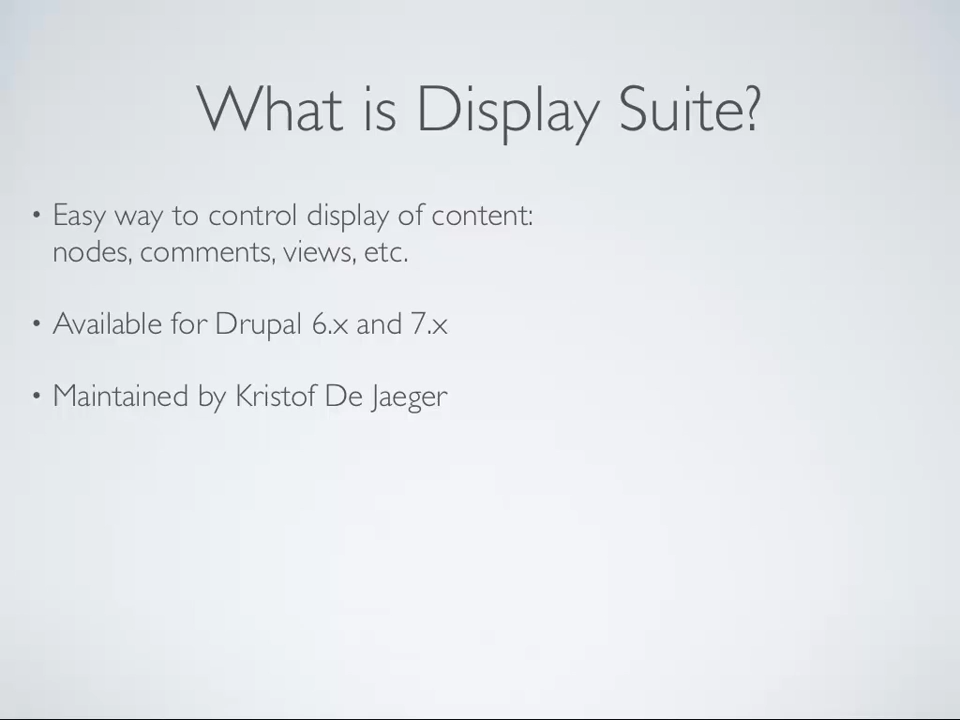 What is Display Suite?
• Easy way to control display of content:
nodes, comments, views, etc.
• Available for Drupal 6.x and 7.x
• Maintained by Kristof De Jaeger